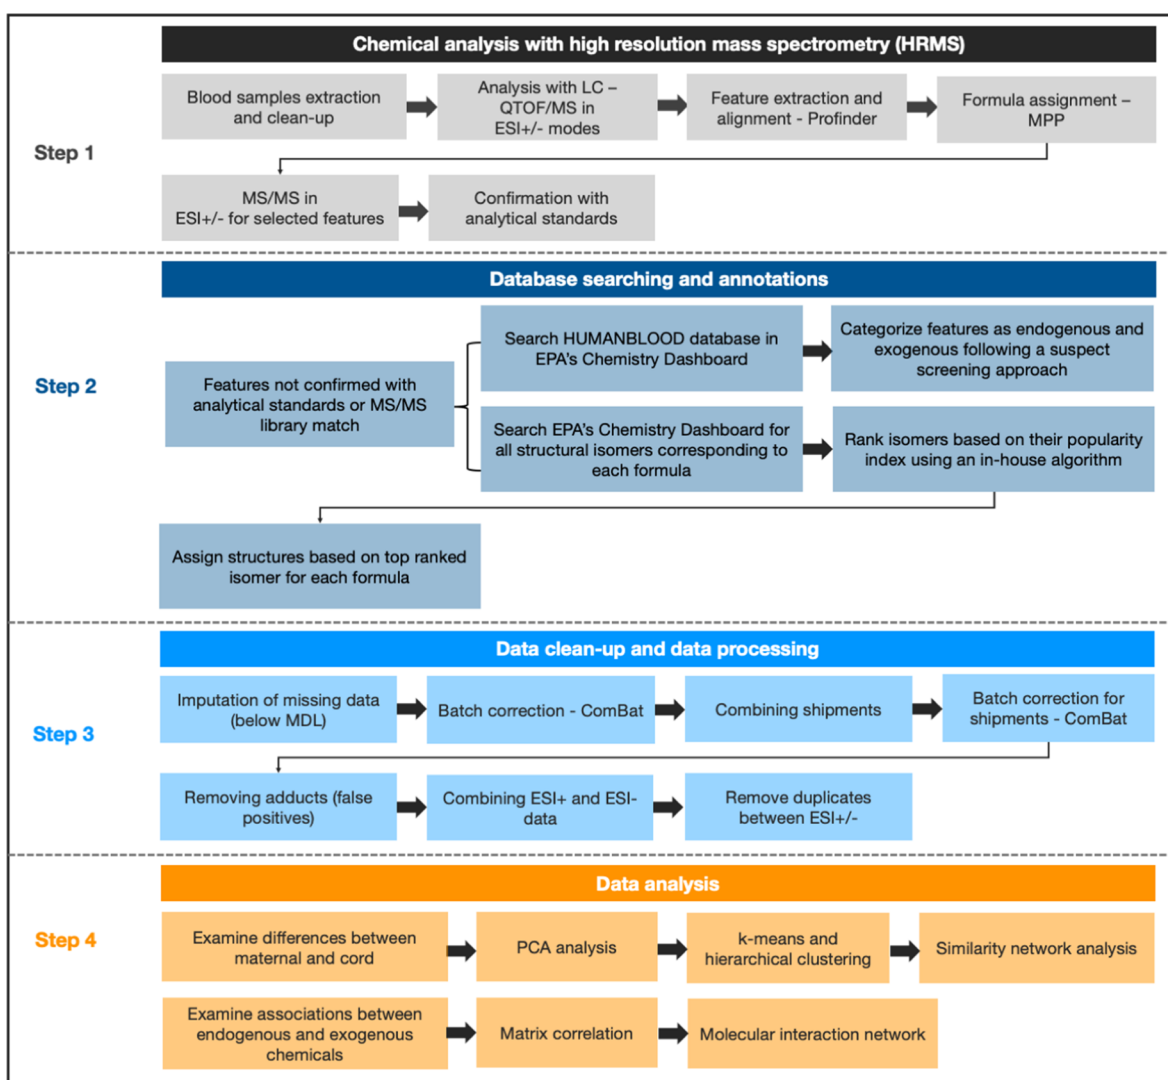 Chemical analysis with high resolution mass spectrometry (HRMS)
Step 1
Blood samples extraction
and clean-up
Analysis with LC –
QTOF/MS in
ESI+/- modes
Feature extraction and
alignment - Profinder
Formula assignment –
MPP
MS/MS in
ESI+/- for selected features
Confirmation with
analytical standards
Database searching and annotations
Step 2
Features not confirmed with
analytical standards or MS/MS
library match
Search HUMANBLOOD database in
EPA's Chemistry Dashboard
Categorize features as endogenous and
exogenous following a suspect
screening approach
Search EPA's Chemistry Dashboard for
all structural isomers corresponding to
each formula
Rank isomers based on their popularity
index using an in-house algorithm
Assign structures based on top ranked
isomer for each formula
Data clean-up and data processing
Step 3
Imputation of missing data
(below MDL)
Batch correction - ComBat
Combining shipments
Batch correction for
shipments - ComBat
Removing adducts (false
positives)
Combining ESI+ and ESI-
data
Remove duplicates
between ESI+/-
Data analysis
Step 4
Examine differences between
maternal and cord
PCA analysis
k-means and
hierarchical clustering
Similarity network analysis
Examine associations between
endogenous and exogenous
chemicals
Matrix correlation
Molecular interaction network